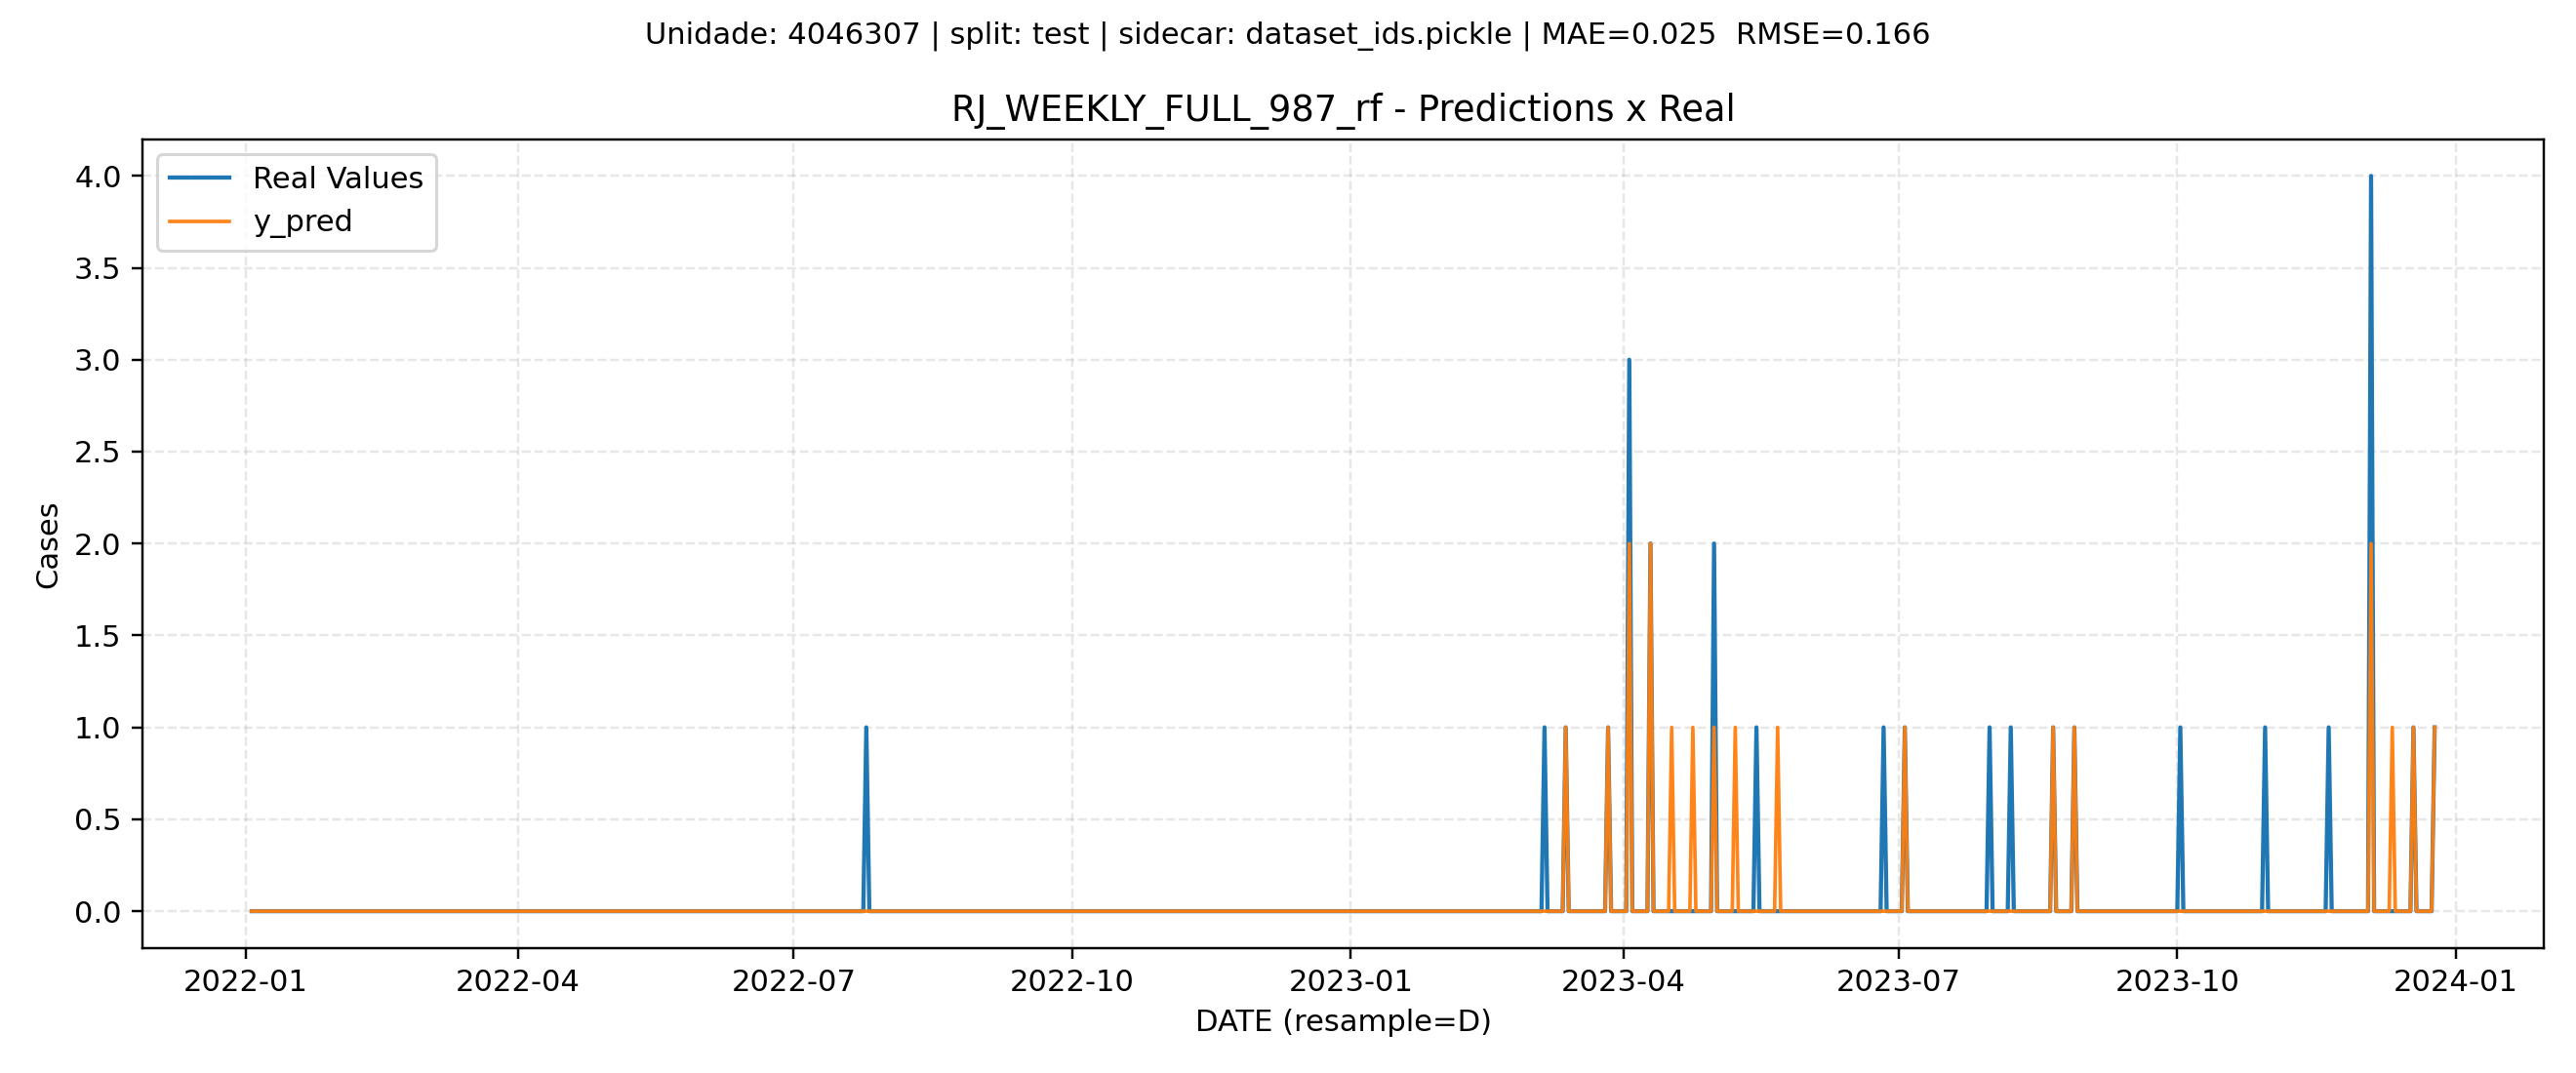 Unidade: 4046307 | split: test | sidecar: dataset_ids.pickle | MAE=0.025  RMSE=0.166
RJ_WEEKLY_FULL_987_rf - Predictions x Real
Real Values
y_pred
4.0
3.5
3.0
2.5
2.0
1.5
1.0
0.5
0.0
Cases
2022-01 2022-04 2022-07 2022-10 2023-01 2023-04 2023-07 2023-10 2024-01
DATE (resample=D)